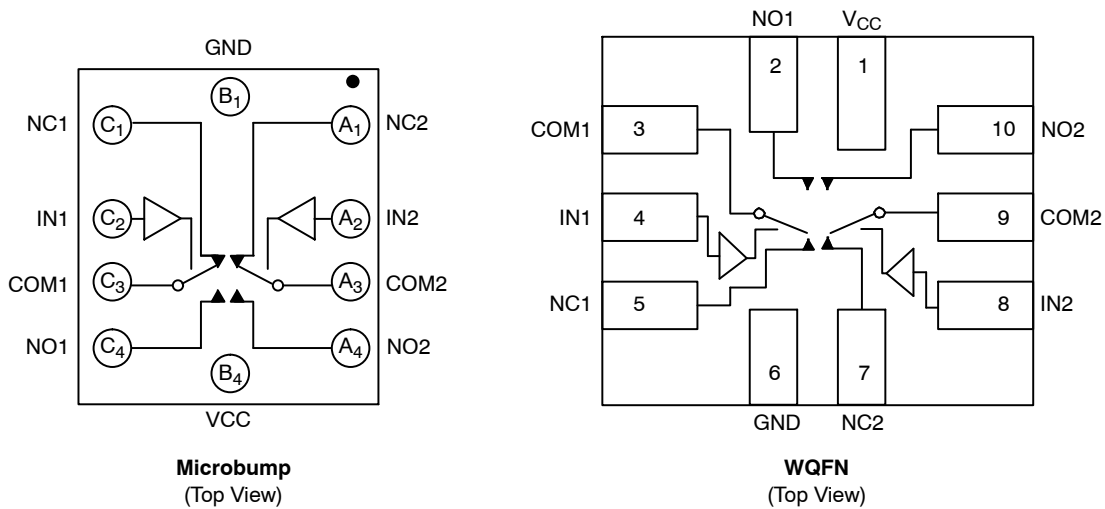 GND
B1
NC1 C1 A1 NC2
IN1 C2 A2 IN2
COM1 C3 A3 COM2
NO1 C4 A4 NO2
B4
VCC
Microbump
(Top View)
NO1 VCC
2 1
COM1 3 10 NO2
IN1 4 9 COM2
NC1 5 8 IN2
6 7
GND NC2
WQFN
(Top View)